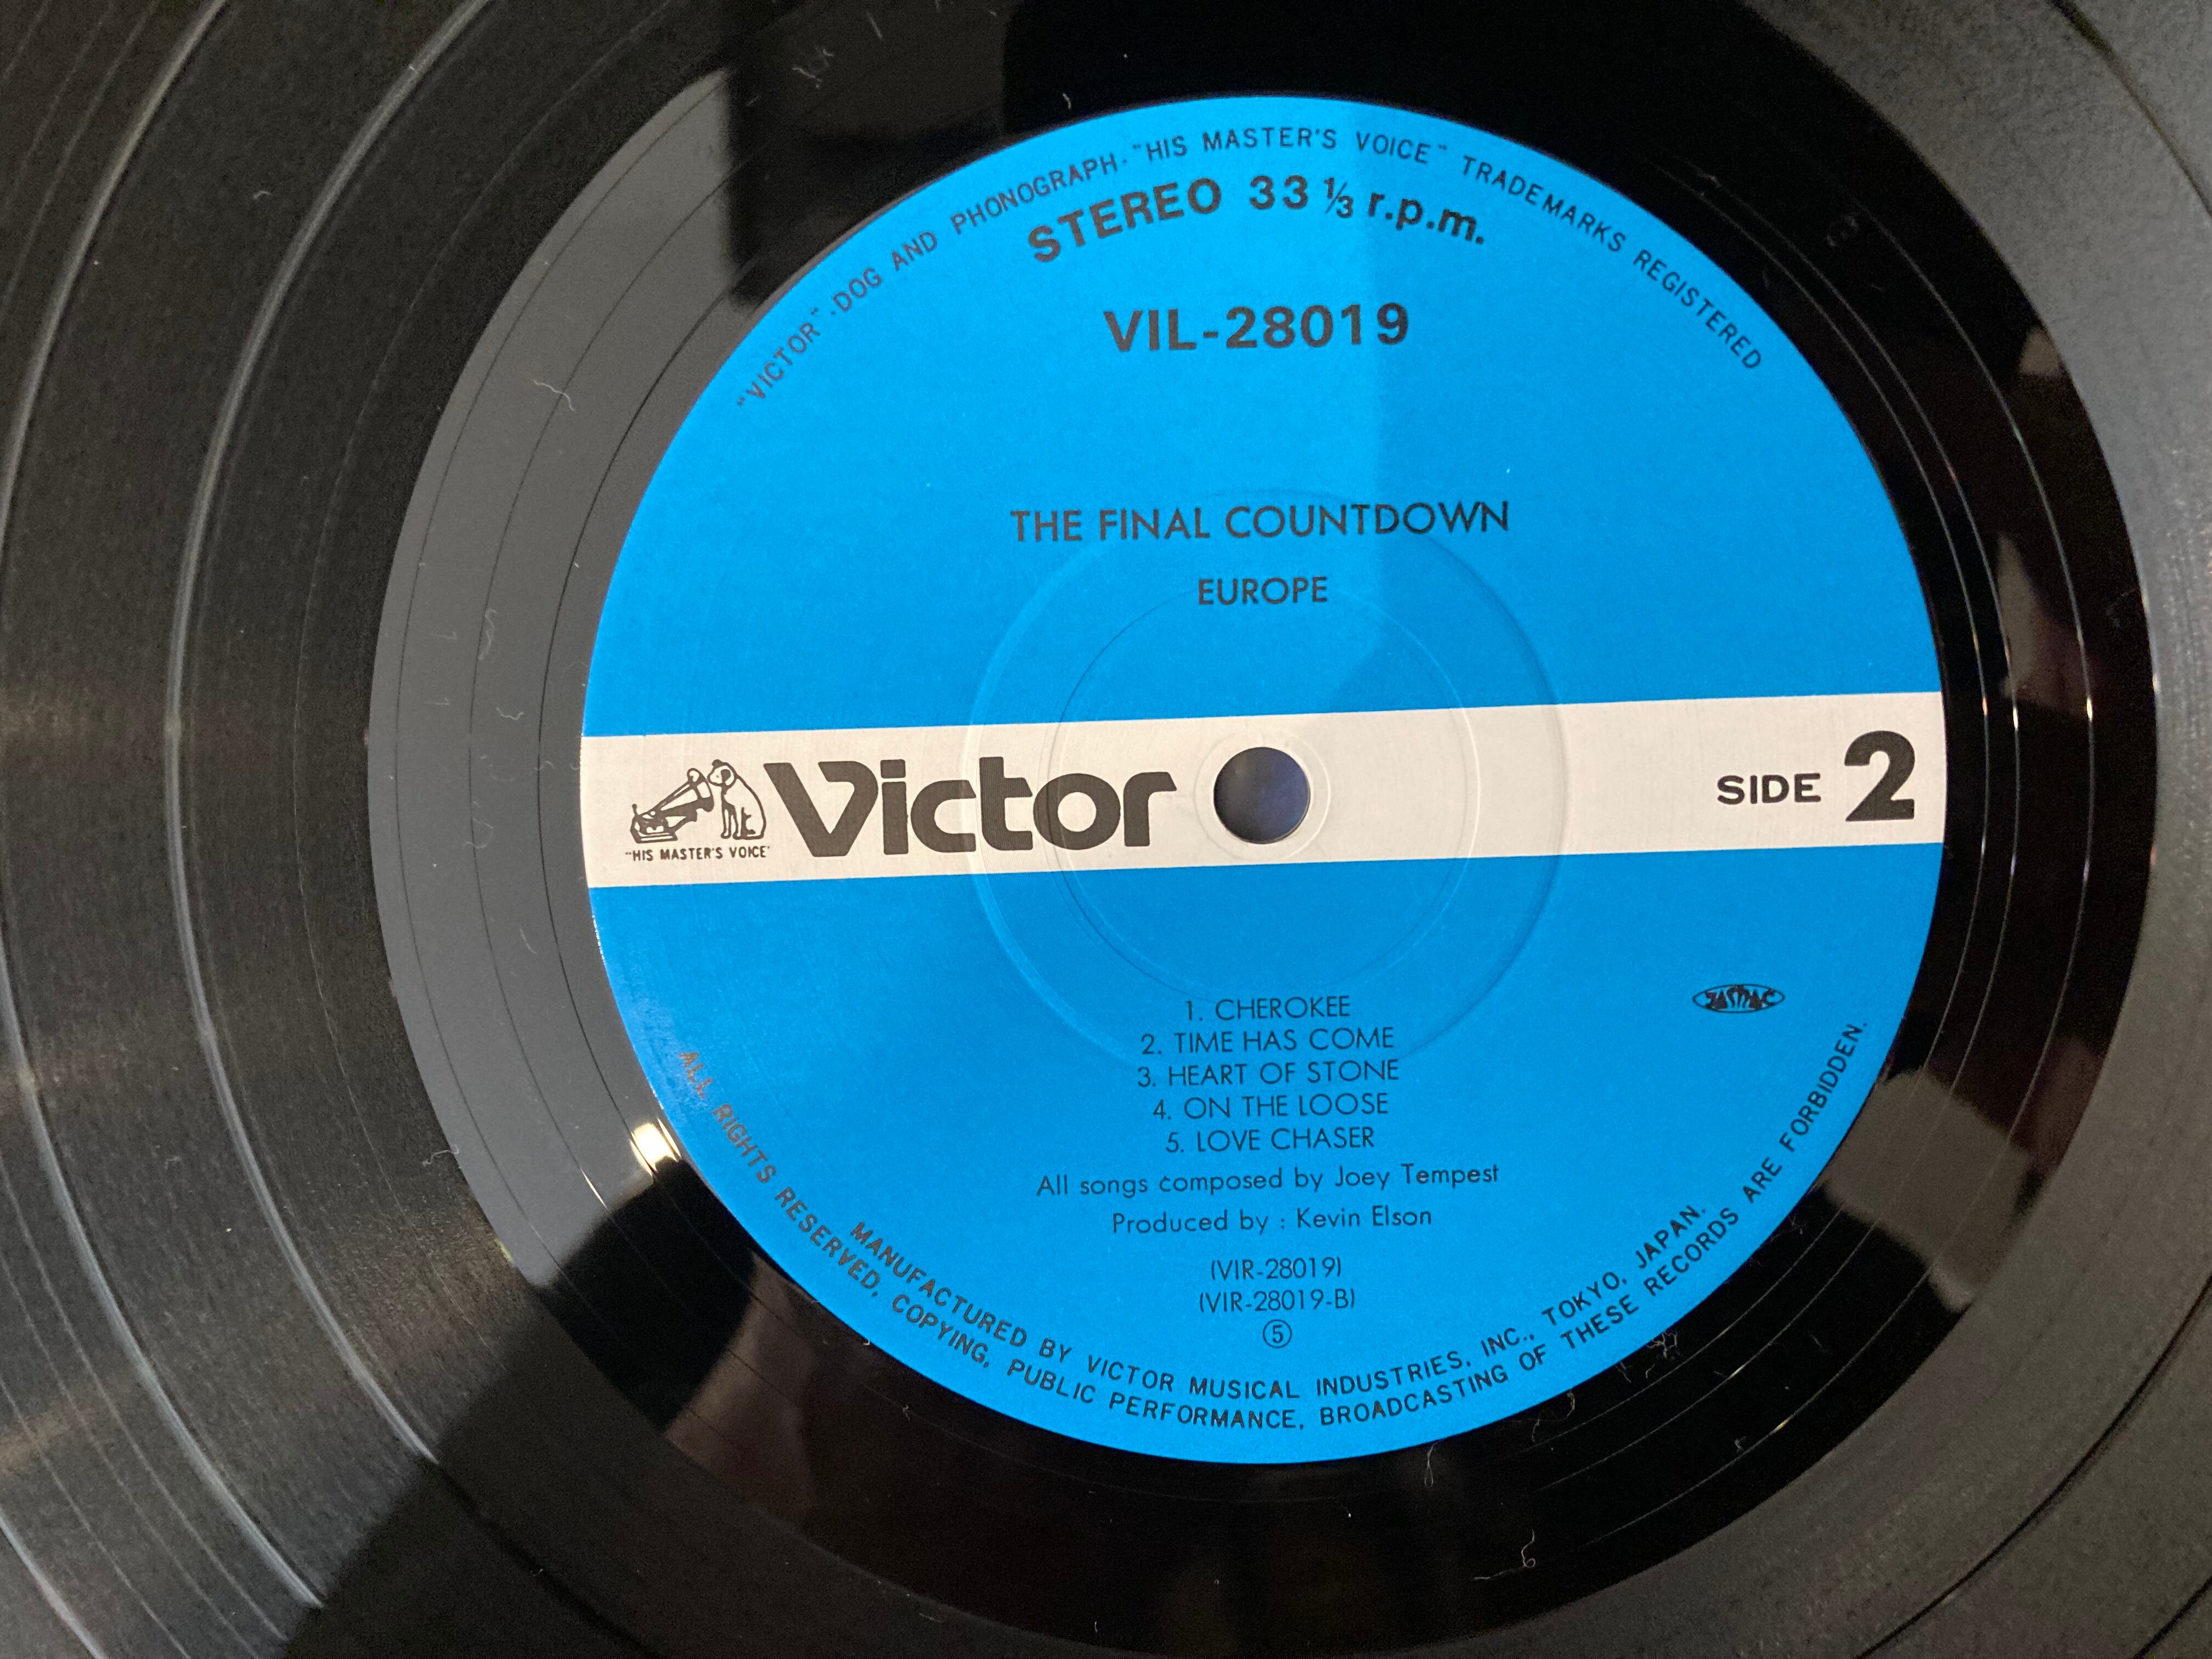 "VICTOR"·DOG AND PHONOGRAPH·"HIS MASTER'S VOICE" TRADEMARKS REGISTERED
STEREO 33 ⅓ r.p.m.
VIL-28019
THE FINAL COUNTDOWN
EUROPE
"HIS MASTER'S VOICE"
Victor
SIDE 2
1. CHEROKEE
2. TIME HAS COME
3. HEART OF STONE
4. ON THE LOOSE
5. LOVE CHASER
JASRAC
All songs composed by Joey Tempest
Produced by : Kevin Elson
(VIR-28019)
(VIR-28019-B)
⑤
MANUFACTURED BY VICTOR MUSICAL INDUSTRIES, INC., TOKYO, JAPAN.
ALL RIGHTS RESERVED, COPYING, PUBLIC PERFORMANCE, BROADCASTING OF THESE RECORDS ARE FORBIDDEN.